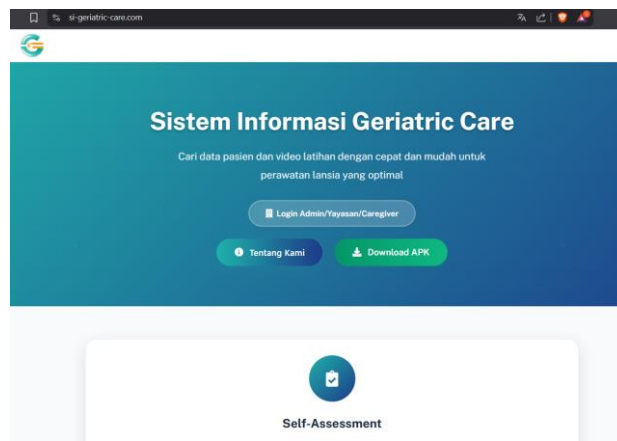 si-geriatric-care.com
Sistem Informasi Geriatric Care
Cari data pasien dan video latihan dengan cepat dan mudah untuk
perawatan lansia yang optimal
Login Admin/Yayasan/Caregiver
Tentang Kami
Download APK
Self-Assessment